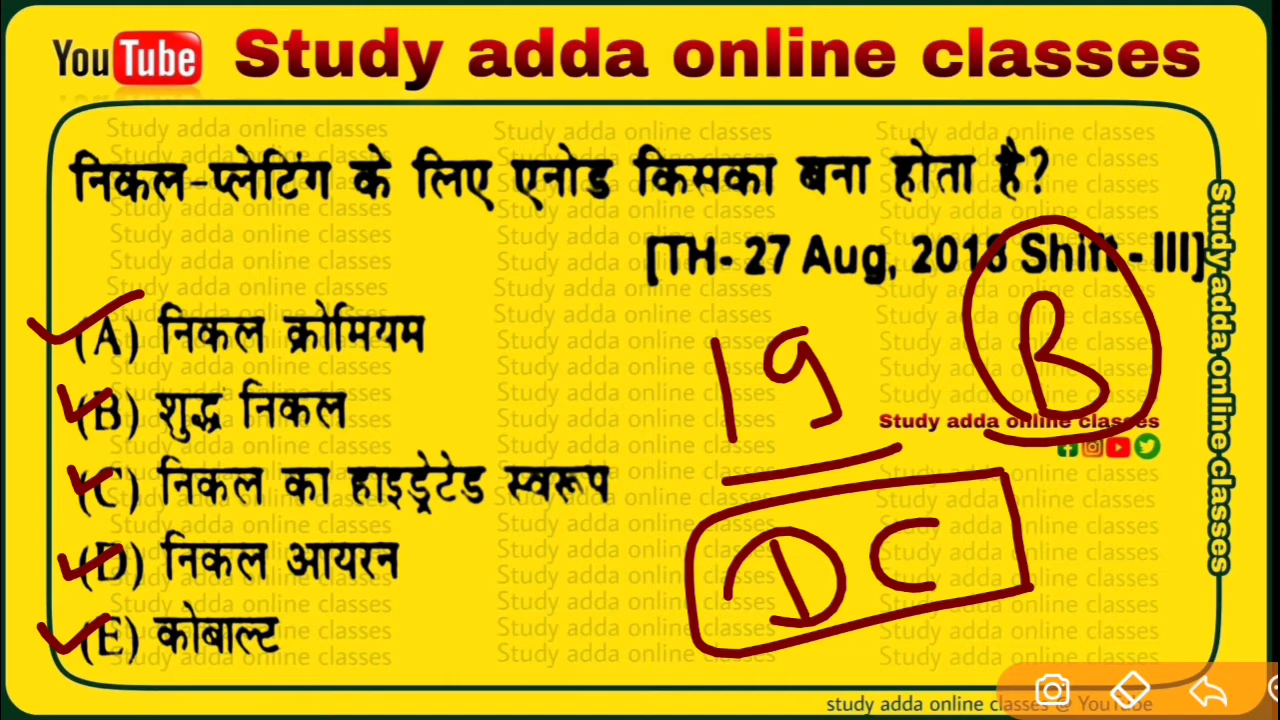 YouTube Study adda online classes
निकल-प्लेटिंग के लिए एनोड किसका बना होता है?
[TH- 27 Aug, 2018 Shift - III]
(A) निकल क्रोमियम
(B) शुद्ध निकल
(C) निकल का हाइड्रेटेड स्वरूप
(D) निकल आयरन
(E) कोबाल्ट
19
B
DC
Study adda online classes
Study adda online classes
study adda online classes @ YouTube